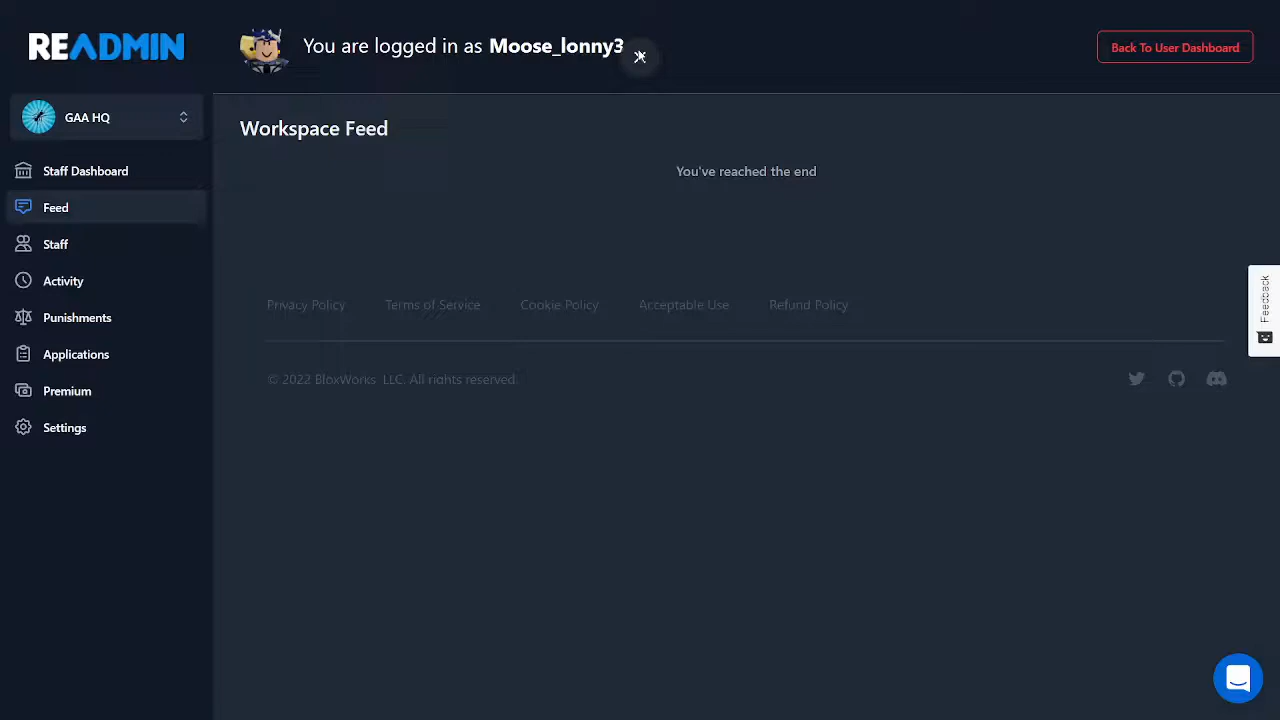 READMIN
You are logged in as Moose_lonny3
Back To User Dashboard
GAA HQ
Staff Dashboard
Feed
Staff
Activity
Punishments
Applications
Premium
Settings
Workspace Feed
You've reached the end
Privacy Policy
Terms of Service
Cookie Policy
Acceptable Use
Refund Policy
© 2022 BloxWorks LLC. All rights reserved.
Feedback